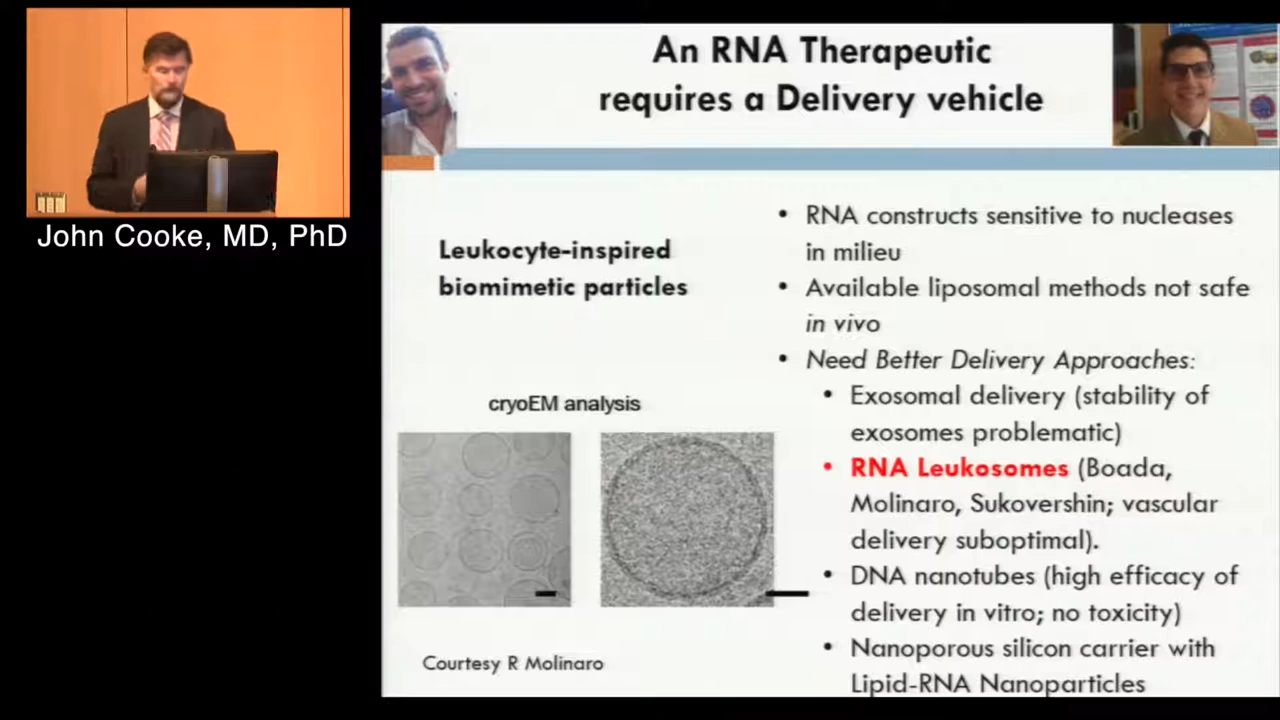 An RNA Therapeutic
requires a Delivery vehicle
John Cooke, MD, PhD
Leukocyte-inspired
biomimetic particles
cryoEM analysis
Courtesy R Molinaro
• RNA constructs sensitive to nucleases
in milieu
• Available liposomal methods not safe
in vivo
• Need Better Delivery Approaches:
• Exosomal delivery (stability of
exosomes problematic)
• RNA Leukosomes (Boada,
Molinaro, Sukovershin; vascular
delivery suboptimal).
• DNA nanotubes (high efficacy of
delivery in vitro; no toxicity)
• Nanoporous silicon carrier with
Lipid-RNA Nanoparticles